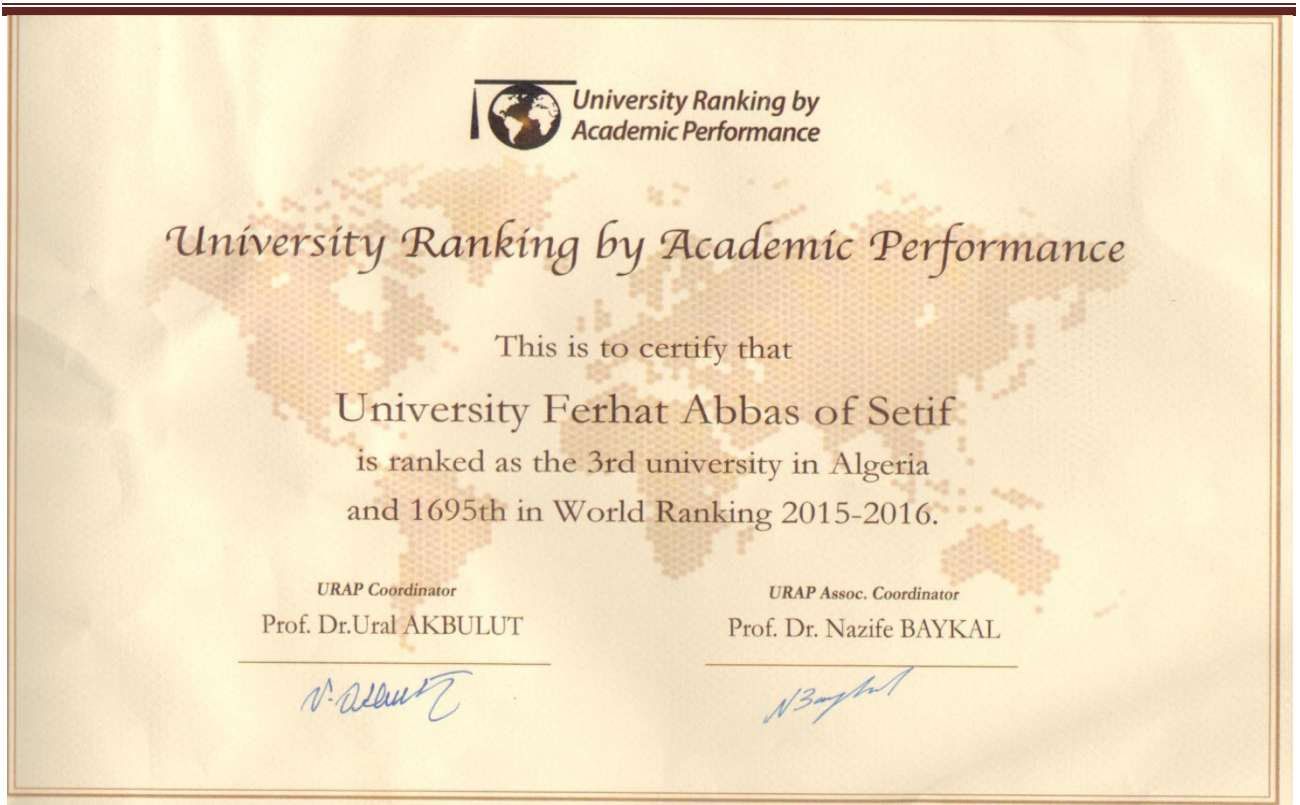 University Ranking by
Academic Performance
University Ranking by Academic Performance
This is to certify that
University Ferhat Abbas of Setif
is ranked as the 3rd university in Algeria
and 1695th in World Ranking 2015-2016.
URAP Coordinator
Prof. Dr.Ural AKBULUT
URAP Assoc. Coordinator
Prof. Dr. Nazife BAYKAL